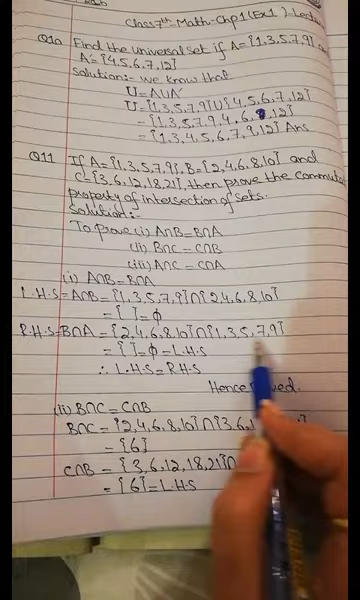 Class 7th Math Chp 1 (Ex 1)
Q10 Find the universal set if A={1,3,5,7,9}
A'={4,5,6,7,12}
Solution:- We know that
U=AUA'
U={1,3,5,7,9}U{4,5,6,7,12}
={1,3,5,7,9,4,6,8,12}
={1,3,4,5,6,7,9,12} Ans
Q11 If A={1,3,5,7,9}, B={2,4,6,8,10} and
C={3,6,12,18,21}, then prove the
property of intersection of sets.
Solution:-
To prove (i) A∩B=B∩A
(ii) B∩C=C∩B
(iii) A∩C=C∩A
(i) A∩B=B∩A
L.H.S=A∩B={1,3,5,7,9}∩{2,4,6,8,10}
={ }=ϕ
R.H.S=B∩A={2,4,6,8,10}∩{1,3,5,7,9}
={ }=ϕ=L.H.S
∴ L.H.S=R.H.S
Hence
(ii) B∩C=C∩B
B∩C={2,4,6,8,10}∩{3,6,
={6}
C∩B={3,6,12,18,21}∩
={6}=L.H.S